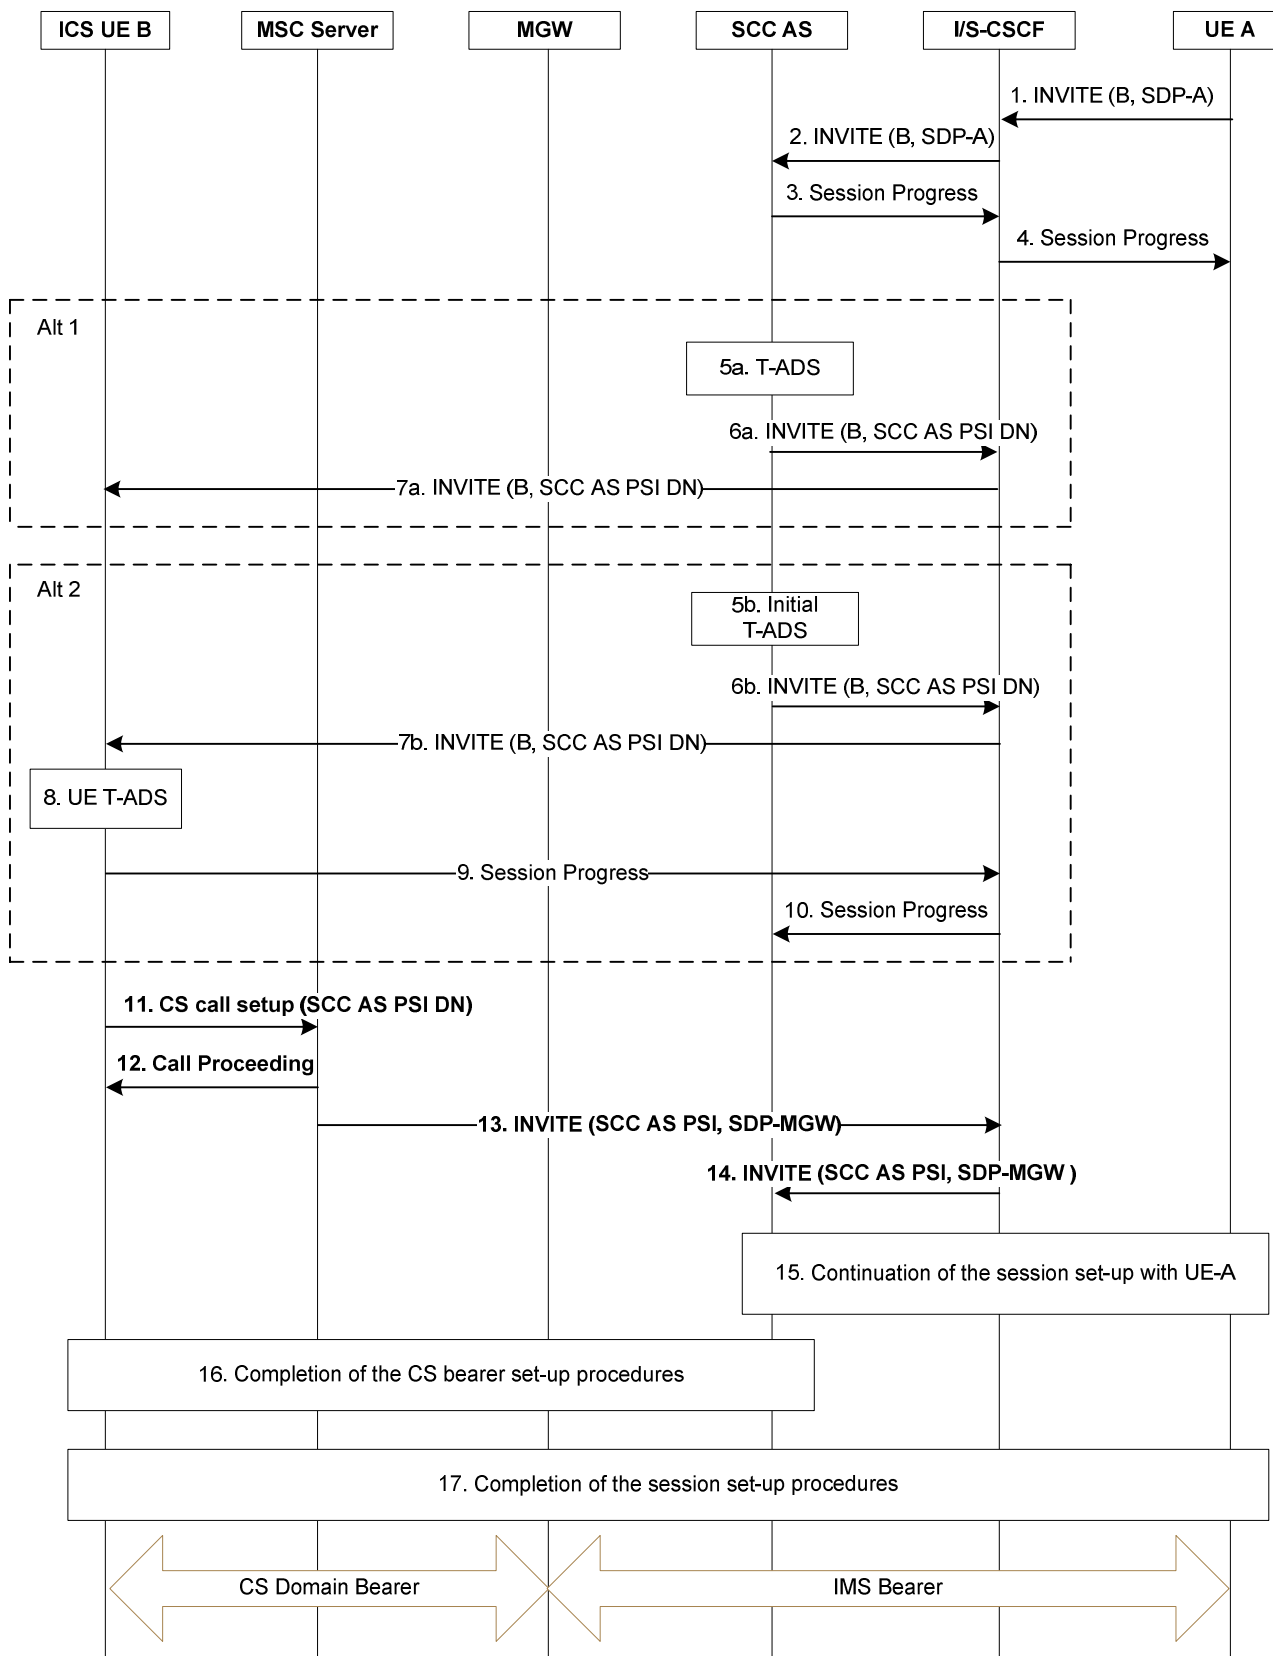 ICS UE B
MSC Server
MGW
SCC AS
I/S-CSCF
UE A
1. INVITE (B, SDP-A)
2. INVITE (B, SDP-A)
3. Session Progress
4. Session Progress
Alt 1
5a. T-ADS
6a. INVITE (B, SCC AS PSI DN)
7a. INVITE (B, SCC AS PSI DN)
Alt 2
5b. Initial
T-ADS
6b. INVITE (B, SCC AS PSI DN)
7b. INVITE (B, SCC AS PSI DN)
8. UE T-ADS
9. Session Progress
10. Session Progress
11. CS call setup (SCC AS PSI DN)
12. Call Proceeding
13. INVITE (SCC AS PSI, SDP-MGW)
14. INVITE (SCC AS PSI, SDP-MGW )
15. Continuation of the session set-up with UE-A
16. Completion of the CS bearer set-up procedures
17. Completion of the session set-up procedures
CS Domain Bearer
IMS Bearer